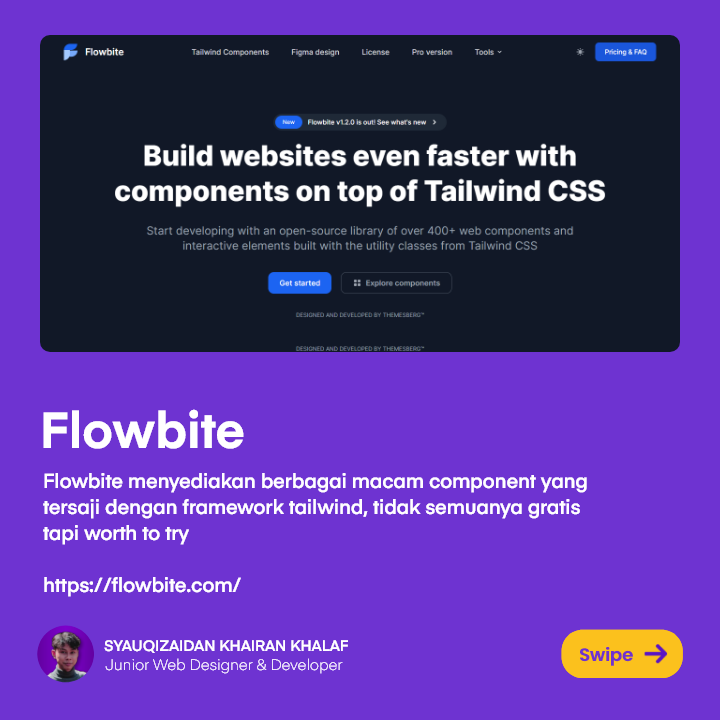 Flowbite
Tailwind Components
Figma design
License
Pro version
Tools
Pricing & FAQ
New Flowbite v1.2.0 is out! See what's new
Build websites even faster with
components on top of Tailwind CSS
Start developing with an open-source library of over 400+ web components and
interactive elements built with the utility classes from Tailwind CSS
Get started
Explore components
DESIGNED AND DEVELOPED BY THEMESBERG™
DESIGNED AND DEVELOPED BY THEMESBERG™
Flowbite
Flowbite menyediakan berbagai macam component yang
tersaji dengan framework tailwind, tidak semuanya gratis
tapi worth to try
https://flowbite.com/
SYAUQIZAIDAN KHAIRAN KHALAF
Junior Web Designer & Developer
Swipe